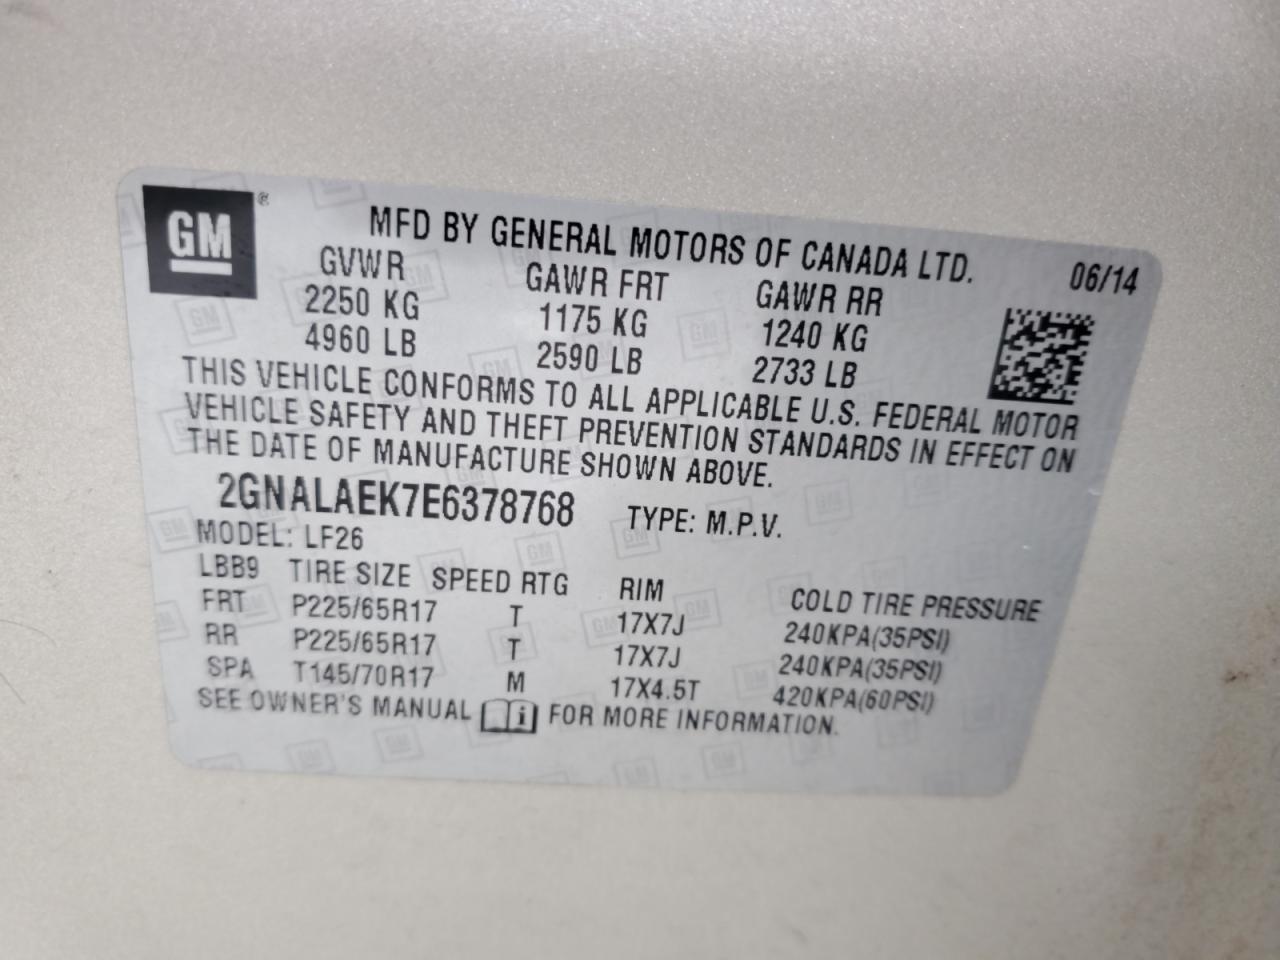 GM ® MFD BY GENERAL MOTORS OF CANADA LTD. 06/14
GVWR GAWR FRT GAWR RR
2250 KG 1175 KG 1240 KG
4960 LB 2590 LB 2733 LB
THIS VEHICLE CONFORMS TO ALL APPLICABLE U.S. FEDERAL MOTOR
VEHICLE SAFETY AND THEFT PREVENTION STANDARDS IN EFFECT ON
THE DATE OF MANUFACTURE SHOWN ABOVE.
2GNALAEK7E6378768 TYPE: M.P.V.
MODEL: LF26
LBB9 TIRE SIZE SPEED RTG RIM COLD TIRE PRESSURE
FRT P225/65R17 T 17X7J 240KPA(35PSI)
RR P225/65R17 T 17X7J 240KPA(35PSI)
SPA T145/70R17 M 17X4.5T 420KPA(60PSI)
SEE OWNER'S MANUAL i FOR MORE INFORMATION.